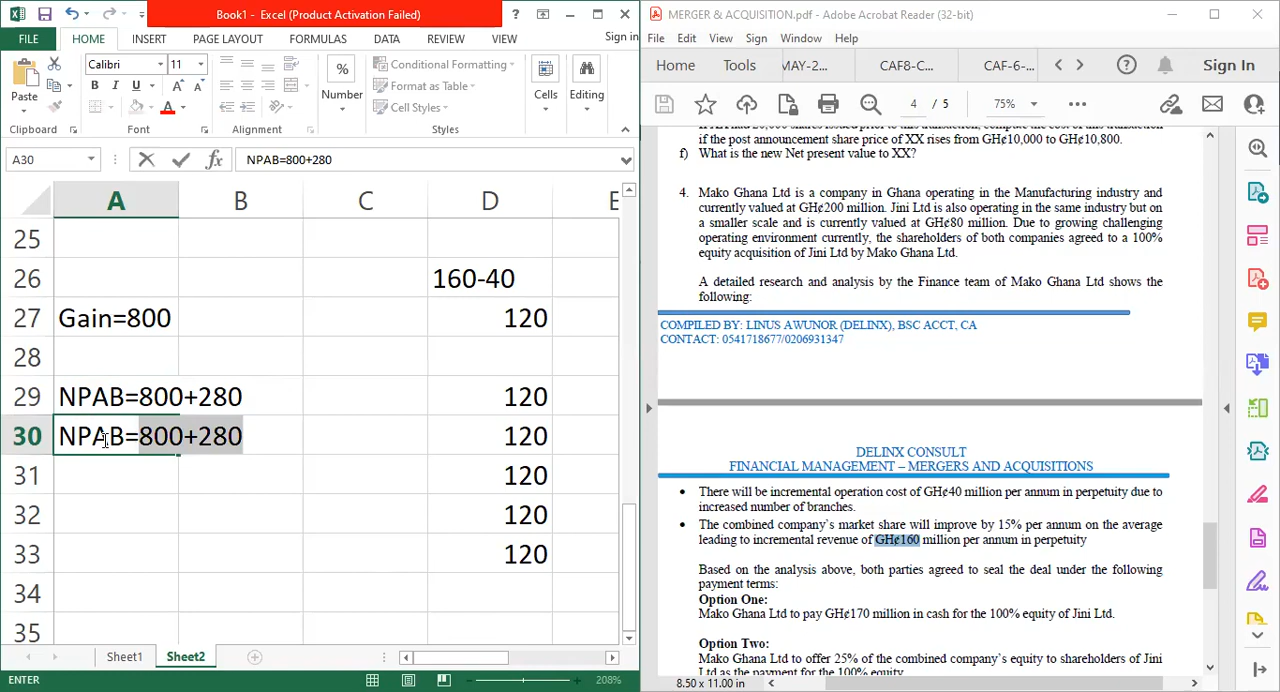 Book1 - Excel (Product Activation Failed)
FILE HOME INSERT PAGE LAYOUT FORMULAS DATA REVIEW VIEW Sign in
Calibri 11
B I U A A
Paste Number Cells Editing
Conditional Formatting
Format as Table
Cell Styles
Clipboard Font Alignment Styles
A30 fx NPAB=800+280
A B C D E
25
26 160-40
27 Gain=800 120
28
29 NPAB=800+280 120
30 NPAB=800+280 120
31 120
32 120
33 120
34
35
Sheet1 Sheet2
ENTER 208%
MERGER & ACQUISITION.pdf - Adobe Acrobat Reader (32-bit)
File Edit View Sign Window Help
Home Tools MAY-2... CAF8-C... CAF-6-... Sign In
4 / 5 75%
if the post announcement share price of XX rises from GH¢10,000 to GH¢10,800.
f) What is the new Net present value to XX?
4. Mako Ghana Ltd is a company in Ghana operating in the Manufacturing industry and
currently valued at GH¢200 million. Jini Ltd is also operating in the same industry but on
a smaller scale and is currently valued at GH¢80 million. Due to growing challenging
operating environment currently, the shareholders of both companies agreed to a 100%
equity acquisition of Jini Ltd by Mako Ghana Ltd.
A detailed research and analysis by the Finance team of Mako Ghana Ltd shows the
following:
COMPILED BY: LINUS AWUNOR (DELINX), BSC ACCT, CA
CONTACT: 0541718677/0206931347
DELINX CONSULT
FINANCIAL MANAGEMENT – MERGERS AND ACQUISITIONS
• There will be incremental operation cost of GH¢40 million per annum in perpetuity due to
increased number of branches.
• The combined company's market share will improve by 15% per annum on the average
leading to incremental revenue of GH¢160 million per annum in perpetuity
Based on the analysis above, both parties agreed to seal the deal under the following
payment terms:
Option One:
Mako Ghana Ltd to pay GH¢170 million in cash for the 100% equity of Jini Ltd.
Option Two:
Mako Ghana Ltd to offer 25% of the combined company's equity to shareholders of Jini
Ltd as the payment for the 100% equity
8.50 x 11.00 in